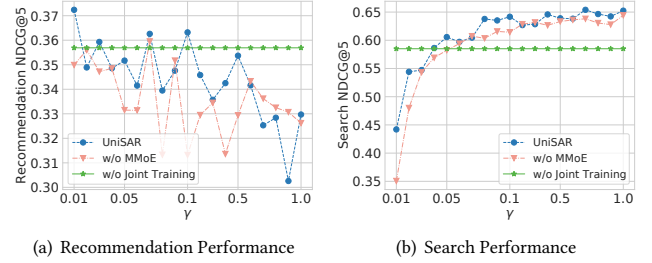 Recommendation NDCG@5
0.37
0.36
0.35
0.34
0.33
0.32
0.31
0.30
UniSAR
w/o MMoE
w/o Joint Training
0.01 0.05 0.1 0.5 1.0
γ
(a) Recommendation Performance
Search NDCG@5
0.65
0.60
0.55
0.50
0.45
0.40
0.35
UniSAR
w/o MMoE
w/o Joint Training
0.01 0.05 0.1 0.5 1.0
γ
(b) Search Performance